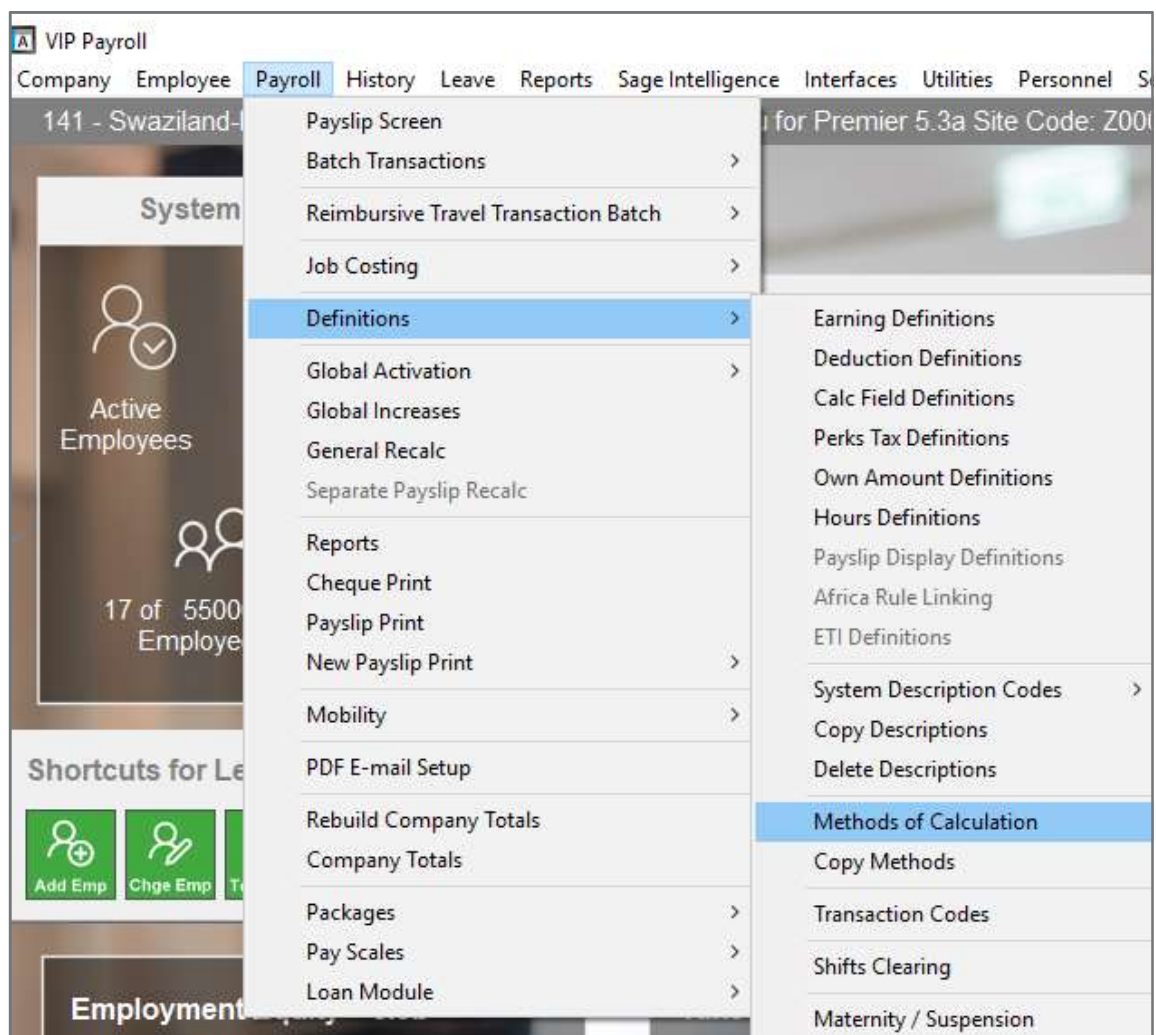 VIP Payroll
Company Employee Payroll History Leave Reports Sage Intelligence Interfaces Utilities Personnel
141 - Swaziland- for Premier 5.3a Site Code:
System
Active
Employees
17 of 5500
Shortcuts for
Add Emp Chge Emp
Employment
Payslip Screen
Batch Transactions
Reimbursive Travel Transaction Batch
Job Costing
Definitions
Global Activation
Global Increases
General Recalc
Separate Payslip Recalc
Reports
Cheque Print
Payslip Print
New Payslip Print
Mobility
PDF E-mail Setup
Rebuild Company Totals
Company Totals
Packages
Pay Scales
Loan Module
Earning Definitions
Deduction Definitions
Calc Field Definitions
Perks Tax Definitions
Own Amount Definitions
Hours Definitions
Payslip Display Definitions
Africa Rule Linking
ETI Definitions
System Description Codes
Copy Descriptions
Delete Descriptions
Methods of Calculation
Copy Methods
Transaction Codes
Shifts Clearing
Maternity / Suspension